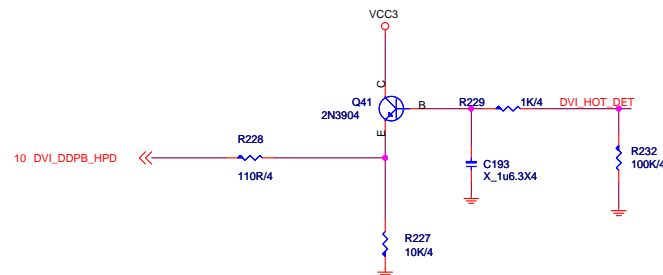 VCC3
C
Q41
2N3904
B
E
R229
1K/4
DVI_HOT_DET
R228
110R/4
10 DVI_DDPB_HPD
C193
X_1u6.3X4
R232
100K/4
R227
10K/4